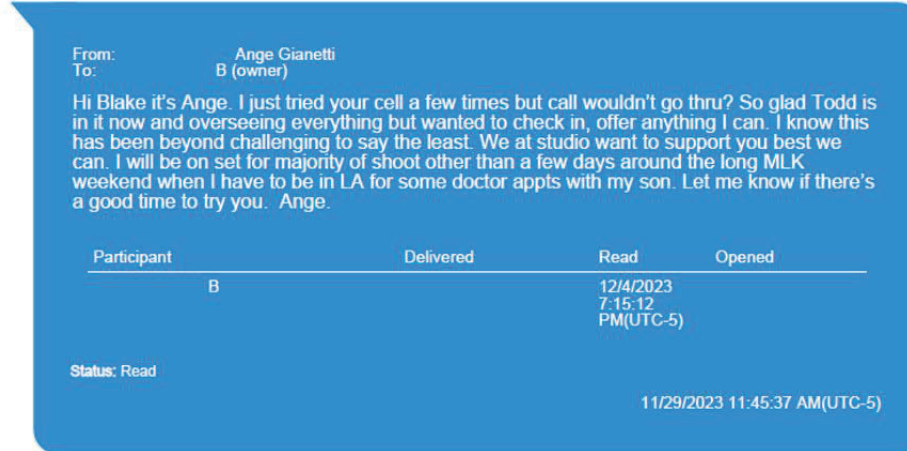 From: Ange Gianetti
To: B (owner)
Hi Blake it's Ange. I just tried your cell a few times but call wouldn't go thru? So glad Todd is
in it now and overseeing everything but wanted to check in, offer anything I can. I know this
has been beyond challenging to say the least. We at studio want to support you best we
can. I will be on set for majority of shoot other than a few days around the long MLK
weekend when I have to be in LA for some doctor appts with my son. Let me know if there's
a good time to try you.  Ange.
Participant Delivered Read Opened
B 12/4/2023
7:15:12
PM(UTC-5)
Status: Read
11/29/2023 11:45:37 AM(UTC-5)